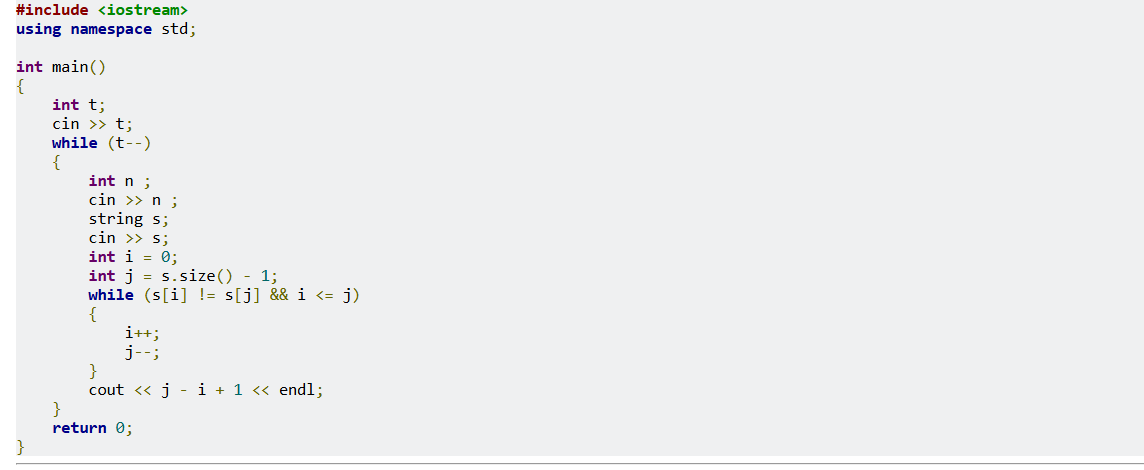 #include <iostream>
using namespace std;

int main()
{
    int t;
    cin >> t;
    while (t--)
    {
        int n ;
        cin >> n ;
        string s;
        cin >> s;
        int i = 0;
        int j = s.size() - 1;
        while (s[i] != s[j] && i <= j)
        {
            i++;
            j--;
        }
        cout << j - i + 1 << endl;
    }
    return 0;
}